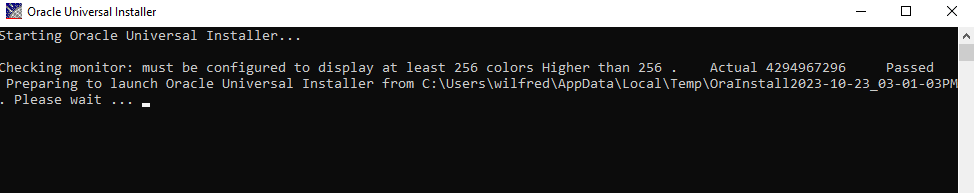 Oracle Universal Installer
Starting Oracle Universal Installer...
Checking monitor: must be configured to display at least 256 colors Higher than 256 .    Actual 4294967296     Passed
Preparing to launch Oracle Universal Installer from C:\Users\wilfred\AppData\Local\Temp\OraInstall2023-10-23_03-01-03PM
. Please wait ...